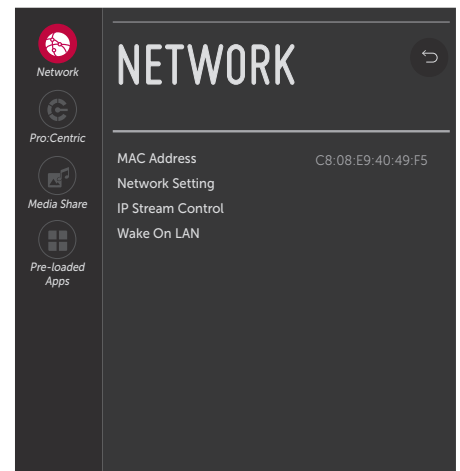 Network
Pro:Centric
Media Share
Pre-loaded
Apps
NETWORK
MAC Address C8:08:E9:40:49:F5
Network Setting
IP Stream Control
Wake On LAN